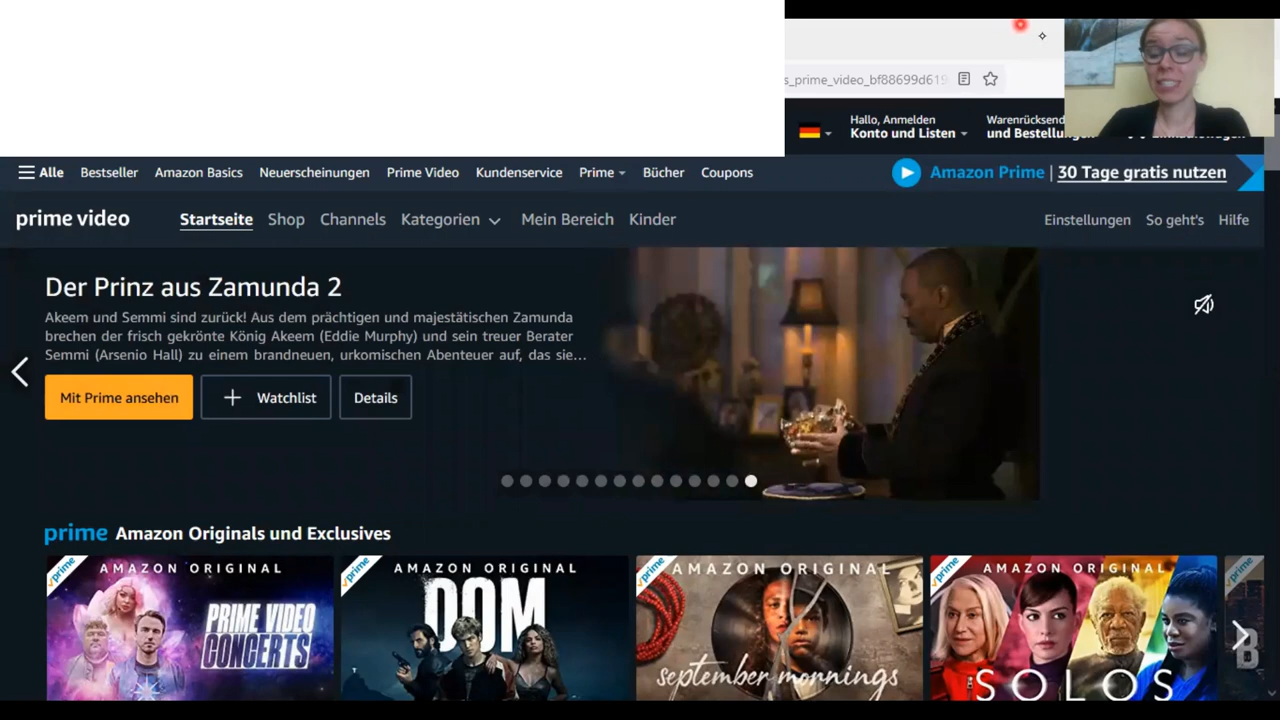 s_prime_video_bf88699d619
Hallo, Anmelden
Konto und Listen
Warenrücksend
und Bestellungen
Alle Bestseller Amazon Basics Neuerscheinungen Prime Video Kundenservice Prime Bücher Coupons
Amazon Prime | 30 Tage gratis nutzen
prime video Startseite Shop Channels Kategorien Mein Bereich Kinder Einstellungen So geht's Hilfe
Der Prinz aus Zamunda 2
Akeem und Semmi sind zurück! Aus dem prächtigen und majestätischen Zamunda
brechen der frisch gekrönte König Akeem (Eddie Murphy) und sein treuer Berater
Semmi (Arsenio Hall) zu einem brandneuen, urkomischen Abenteuer auf, das sie...
Mit Prime ansehen Watchlist Details
prime Amazon Originals und Exclusives
prime AMAZON ORIGINAL
PRIME VIDEO
CONCERTS
prime AMAZON ORIGINAL
DOM
prime AMAZON ORIGINAL
september mornings
prime AMAZON ORIGINAL
SOLOS
prime
B